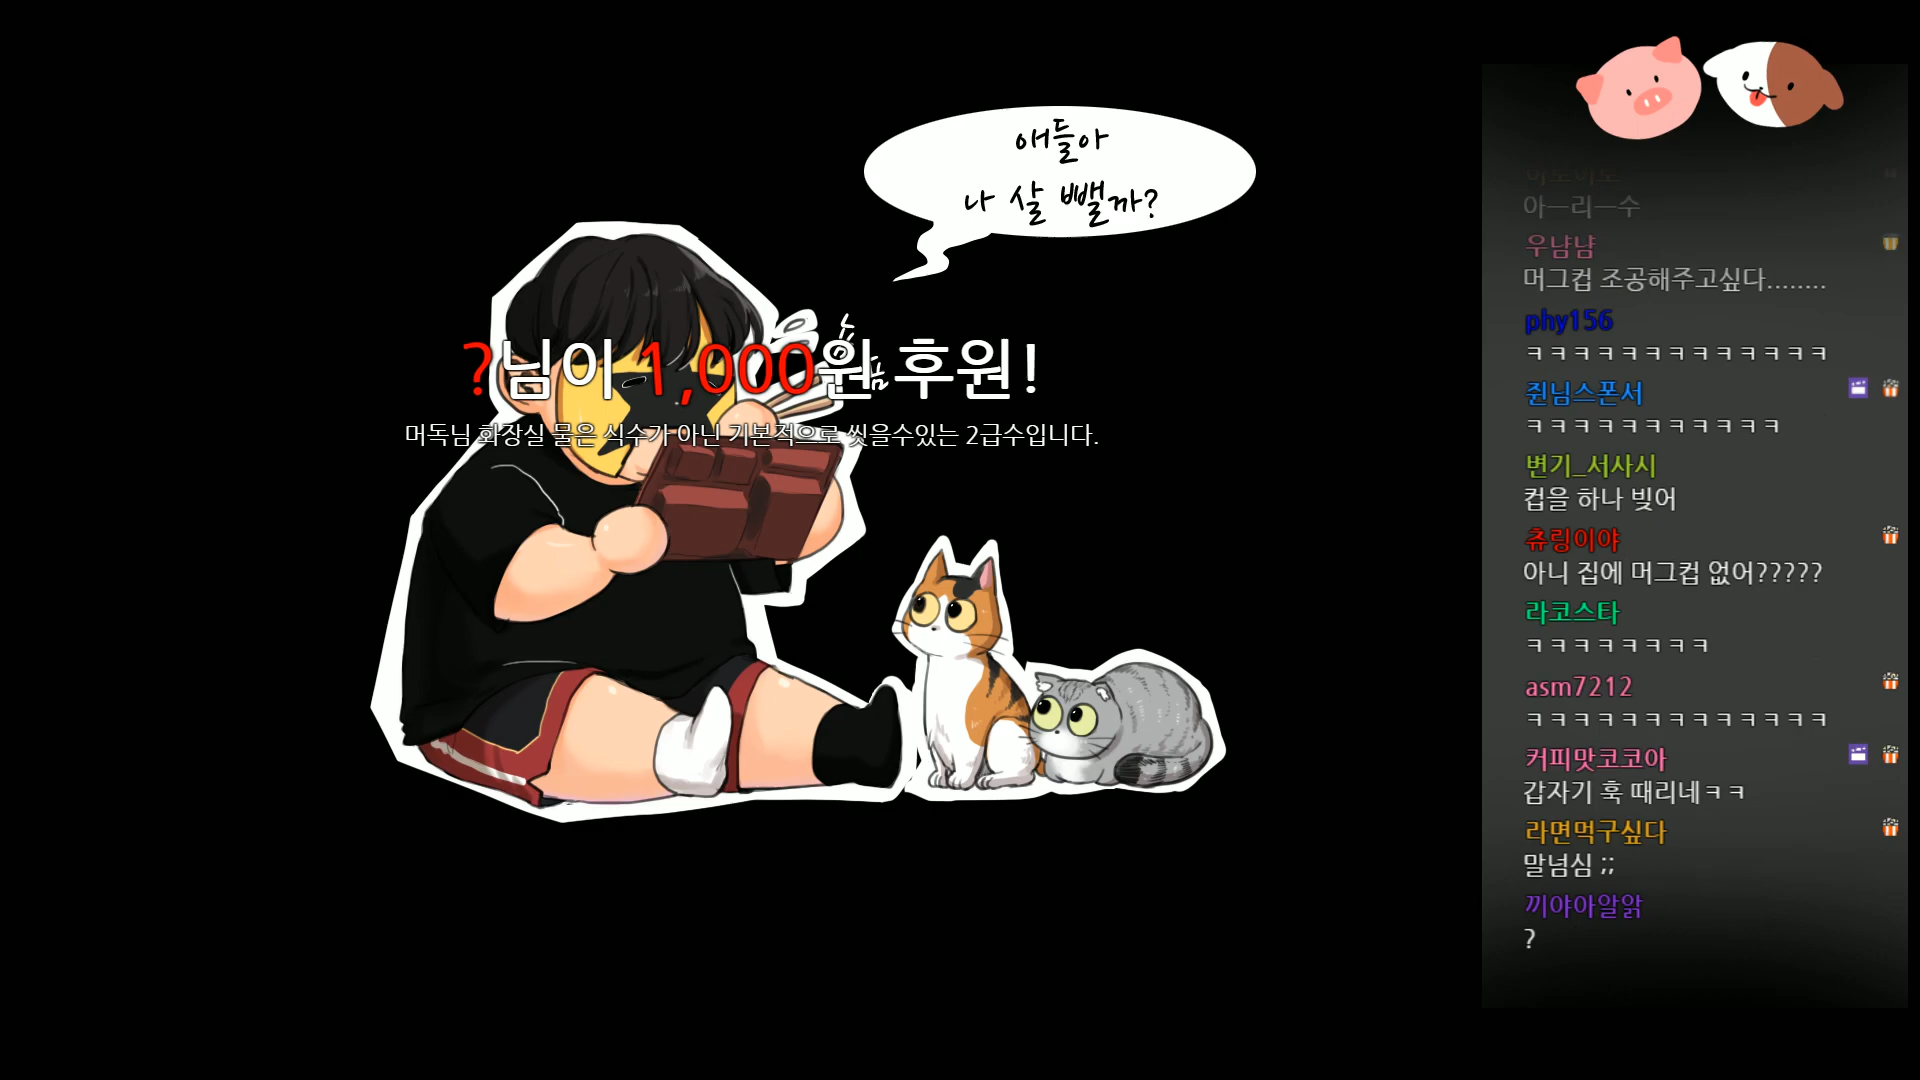 애들아
나 살 뺄까?
?님이 1,000원 후원!
머독님 화장실 물은 식수가 아닌 기본적으로 씻을수있는 2급수입니다.
아—리—수
우냠냠
머그컵 조공해주고싶다........
phy156
ㅋㅋㅋㅋㅋㅋㅋㅋㅋㅋㅋㅋㅋ
쥔님스폰서
ㅋㅋㅋㅋㅋㅋㅋㅋㅋㅋㅋ
변기_서사시
컵을 하나 빚어
츄링이야
아니 집에 머그컵 없어?????
라코스타
ㅋㅋㅋㅋㅋㅋㅋㅋ
asm7212
ㅋㅋㅋㅋㅋㅋㅋㅋㅋㅋㅋㅋㅋ
커피맛코코아
갑자기 훅 때리네ㅋㅋ
라면먹구싶다
말넘심 ;;
끼야아알앍
?